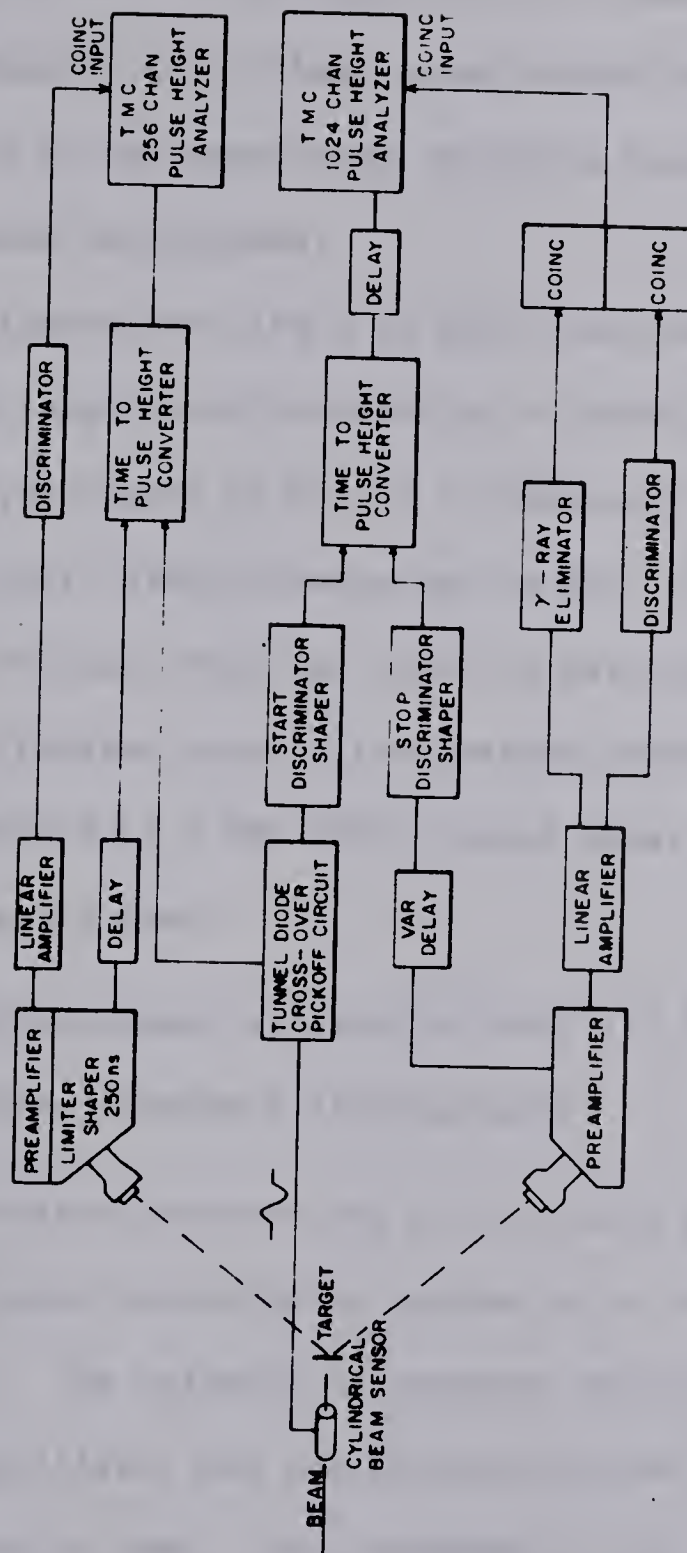 COINC
INPUT
T M C
256 CHAN
PULSE HEIGHT
ANALYZER
DISCRIMINATOR
TIME TO
PULSE HEIGHT
CONVERTER
LINEAR
AMPLIFIER
DELAY
PREAMPLIFIER
LIMITER
SHAPER
250 ns
COINC
INPUT
T M C
1024 CHAN
PULSE HEIGHT
ANALYZER
DELAY
TIME TO
PULSE HEIGHT
CONVERTER
START
DISCRIMINATOR
SHAPER
STOP
DISCRIMINATOR
SHAPER
TUNNEL DIODE
CROSS-OVER
PICKOFF CIRCUIT
VAR
DELAY
BEAM
TARGET
CYLINDRICAL
BEAM SENSOR
COINC
COINC
γ-RAY
ELIMINATOR
DISCRIMINATOR
LINEAR
AMPLIFIER
PREAMPLIFIER